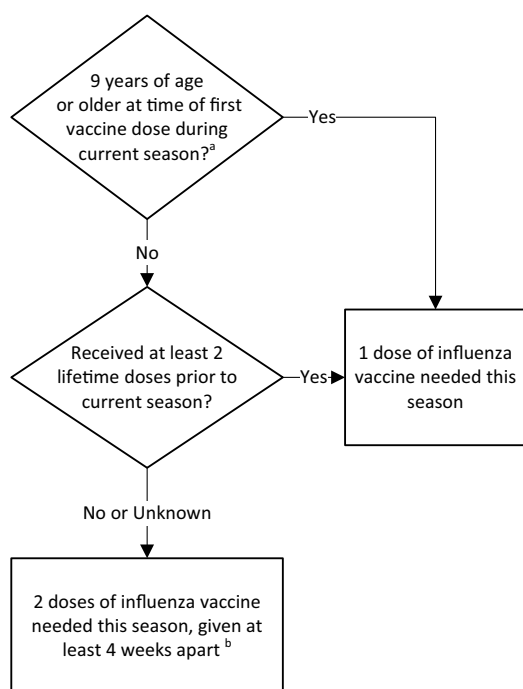 9 years of age
or older at time of first
vaccine dose during
current season?ᵃ
Yes
No
Received at least 2
lifetime doses prior to
current season?
Yes
1 dose of influenza
vaccine needed this
season
No or Unknown
2 doses of influenza vaccine
needed this season, given at
least 4 weeks apart ᵇ